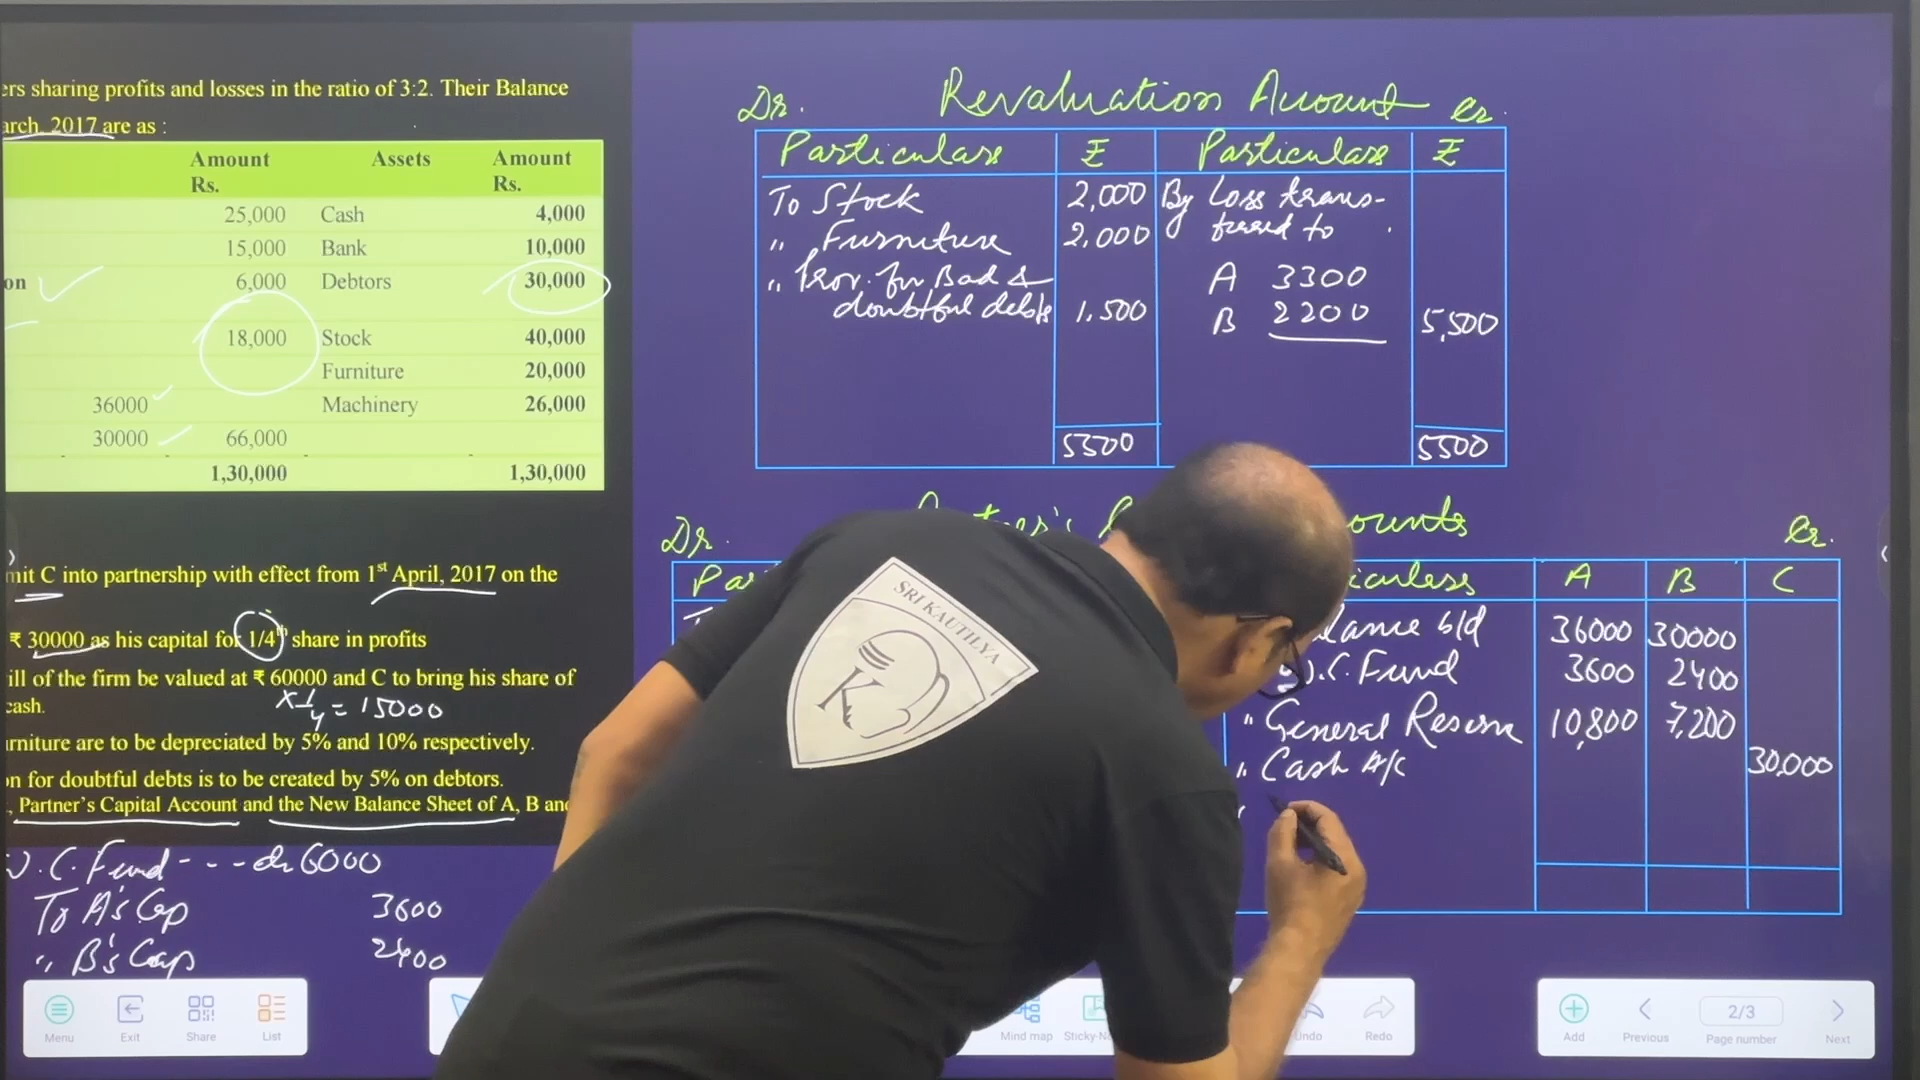 ers sharing profits and losses in the ratio of 3:2. Their Balance
arch, 2017 are as :
Amount Rs. Assets Amount Rs.
25,000 Cash 4,000
15,000 Bank 10,000
on 6,000 Debtors 30,000
18,000 Stock 40,000
Furniture 20,000
36000 Machinery 26,000
30000 66,000
1,30,000 1,30,000
mit C into partnership with effect from 1st April, 2017 on the
₹ 30000 as his capital for 1/4th share in profits
ill of the firm be valued at ₹ 60000 and C to bring his share of
cash.
x 1/4 = 15000
urniture are to be depreciated by 5% and 10% respectively.
on for doubtful debts is to be created by 5% on debtors.
, Partner's Capital Account and the New Balance Sheet of A, B and
.C. Fund - - - dr 6000
To A's Cap 3600
" B's Cap 2400
Dr. Revaluation Account Cr.
Particulars ₹ Particulars ₹
To Stock 2,000 By Loss trans-
" Furniture 2,000 ferred to
" Prov. for Bad & A 3300
doubtful debts 1,500 B 2200 5,500
5500 5500
Dr. ounts Cr.
Par iculars A B C
lance b/d 36000 30000
.C. Fund 3600 2400
" General Reserve 10,800 7,200
" Cash A/c 30,000
"
SRI KAUTILYA
K
Menu Exit Share List Mind map Sticky-N Undo Redo Add Previous 2/3 Page number Next